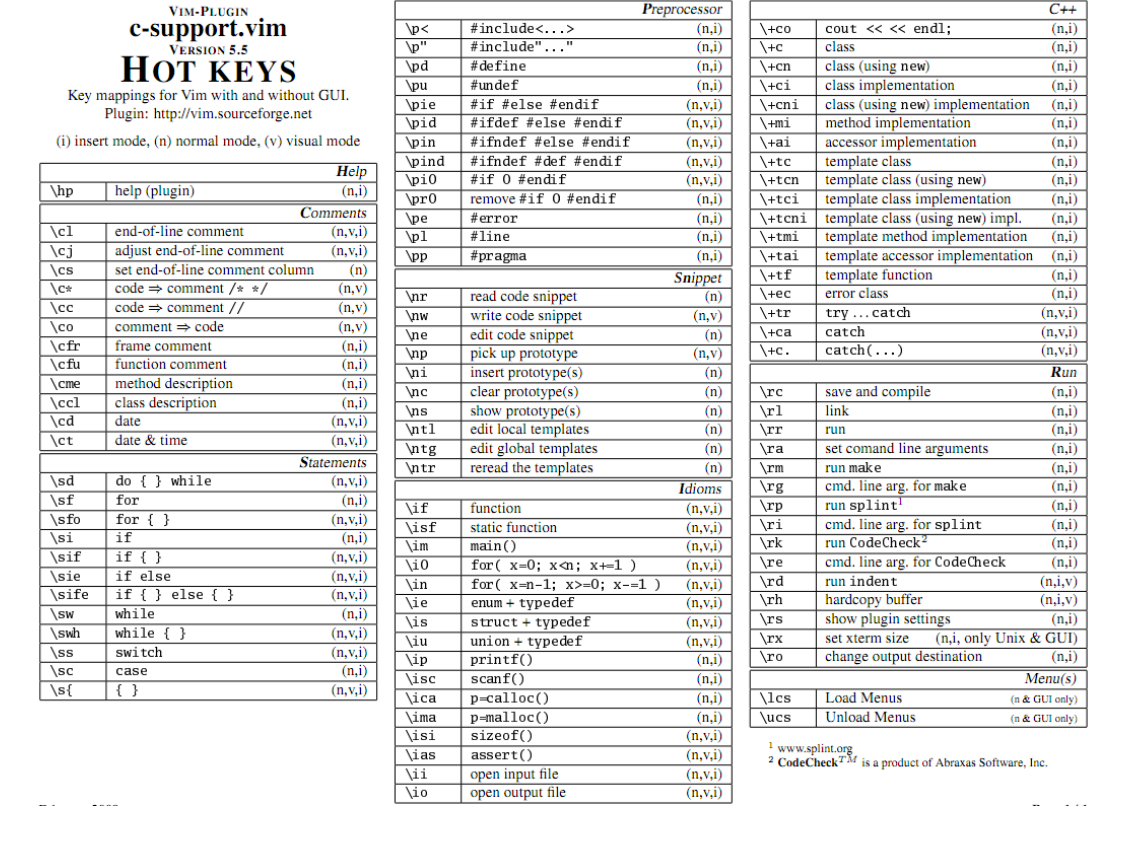 VIM-PLUGIN
c-support.vim
VERSION 5.5
HOT KEYS
Key mappings for Vim with and without GUI.
Plugin: http://vim.sourceforge.net
(i) insert mode, (n) normal mode, (v) visual mode
Help
\hp help (plugin) (n,i)
Comments
\cl end-of-line comment (n,v,i)
\cj adjust end-of-line comment (n,v,i)
\cs set end-of-line comment column (n)
\c* code ⇒ comment /* */ (n,v)
\cc code ⇒ comment // (n,v)
\co comment ⇒ code (n,v)
\cfr frame comment (n,i)
\cfu function comment (n,i)
\cme method description (n,i)
\ccl class description (n,i)
\cd date (n,v,i)
\ct date & time (n,v,i)
Statements
\sd do { } while (n,v,i)
\sf for (n,i)
\sfo for { } (n,v,i)
\si if (n,i)
\sif if { } (n,v,i)
\sie if else (n,v,i)
\sife if { } else { } (n,v,i)
\sw while (n,i)
\swh while { } (n,v,i)
\ss switch (n,v,i)
\sc case (n,i)
\s{ { } (n,v,i)
Preprocessor
\p< #include<...> (n,i)
\p" #include"..." (n,i)
\pd #define (n,i)
\pu #undef (n,i)
\pie #if #else #endif (n,v,i)
\pid #ifdef #else #endif (n,v,i)
\pin #ifndef #else #endif (n,v,i)
\pind #ifndef #def #endif (n,v,i)
\pi0 #if 0 #endif (n,v,i)
\pr0 remove #if 0 #endif (n,i)
\pe #error (n,i)
\pl #line (n,i)
\pp #pragma (n,i)
Snippet
\nr read code snippet (n)
\nw write code snippet (n,v)
\ne edit code snippet (n)
\np pick up prototype (n,v)
\ni insert prototype(s) (n)
\nc clear prototype(s) (n)
\ns show prototype(s) (n)
\ntl edit local templates (n)
\ntg edit global templates (n)
\ntr reread the templates (n)
Idioms
\if function (n,v,i)
\isf static function (n,v,i)
\im main() (n,v,i)
\i0 for( x=0; x<n; x+=1 ) (n,v,i)
\in for( x=n-1; x>=0; x-=1 ) (n,v,i)
\ie enum + typedef (n,v,i)
\is struct + typedef (n,v,i)
\iu union + typedef (n,v,i)
\ip printf() (n,i)
\isc scanf() (n,i)
\ica p=calloc() (n,i)
\ima p=malloc() (n,i)
\isi sizeof() (n,v,i)
\ias assert() (n,v,i)
\ii open input file (n,v,i)
\io open output file (n,v,i)
C++
\+co cout << << endl; (n,i)
\+c class (n,i)
\+cn class (using new) (n,i)
\+ci class implementation (n,i)
\+cni class (using new) implementation (n,i)
\+mi method implementation (n,i)
\+ai accessor implementation (n,i)
\+tc template class (n,i)
\+tcn template class (using new) (n,i)
\+tci template class implementation (n,i)
\+tcni template class (using new) impl. (n,i)
\+tmi template method implementation (n,i)
\+tai template accessor implementation (n,i)
\+tf template function (n,i)
\+ec error class (n,i)
\+tr try ... catch (n,v,i)
\+ca catch (n,v,i)
\+c. catch(...) (n,v,i)
Run
\rc save and compile (n,i)
\rl link (n,i)
\rr run (n,i)
\ra set comand line arguments (n,i)
\rm run make (n,i)
\rg cmd. line arg. for make (n,i)
\rp run splint¹ (n,i)
\ri cmd. line arg. for splint (n,i)
\rk run CodeCheck² (n,i)
\re cmd. line arg. for CodeCheck (n,i)
\rd run indent (n,i,v)
\rh hardcopy buffer (n,i,v)
\rs show plugin settings (n,i)
\rx set xterm size (n,i, only Unix & GUI)
\ro change output destination (n,i)
Menu(s)
\lcs Load Menus (n & GUI only)
\ucs Unload Menus (n & GUI only)
¹ www.splint.org
² CodeCheck™ is a product of Abraxas Software, Inc.